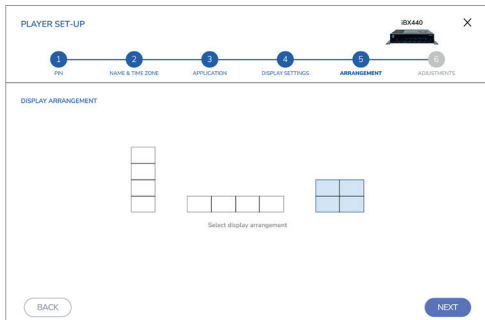 PLAYER SET-UP
iBX440
X
1
2
3
4
5
6
PIN
NAME & TIME ZONE
APPLICATION
DISPLAY SETTINGS
ARRANGEMENT
ADJUSTMENTS
DISPLAY ARRANGEMENT
Select display arrangement
BACK
NEXT